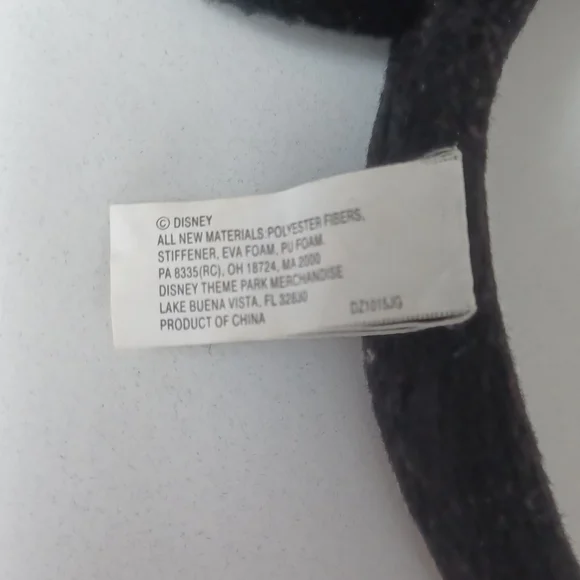 © DISNEY
ALL NEW MATERIALS:POLYESTER FIBERS,
STIFFENER, EVA FOAM, PU FOAM.
PA 8335(RC), OH 18724, MA 2000
DISNEY THEME PARK MERCHANDISE
LAKE BUENA VISTA, FL 32830
PRODUCT OF CHINA
DZ1015JG